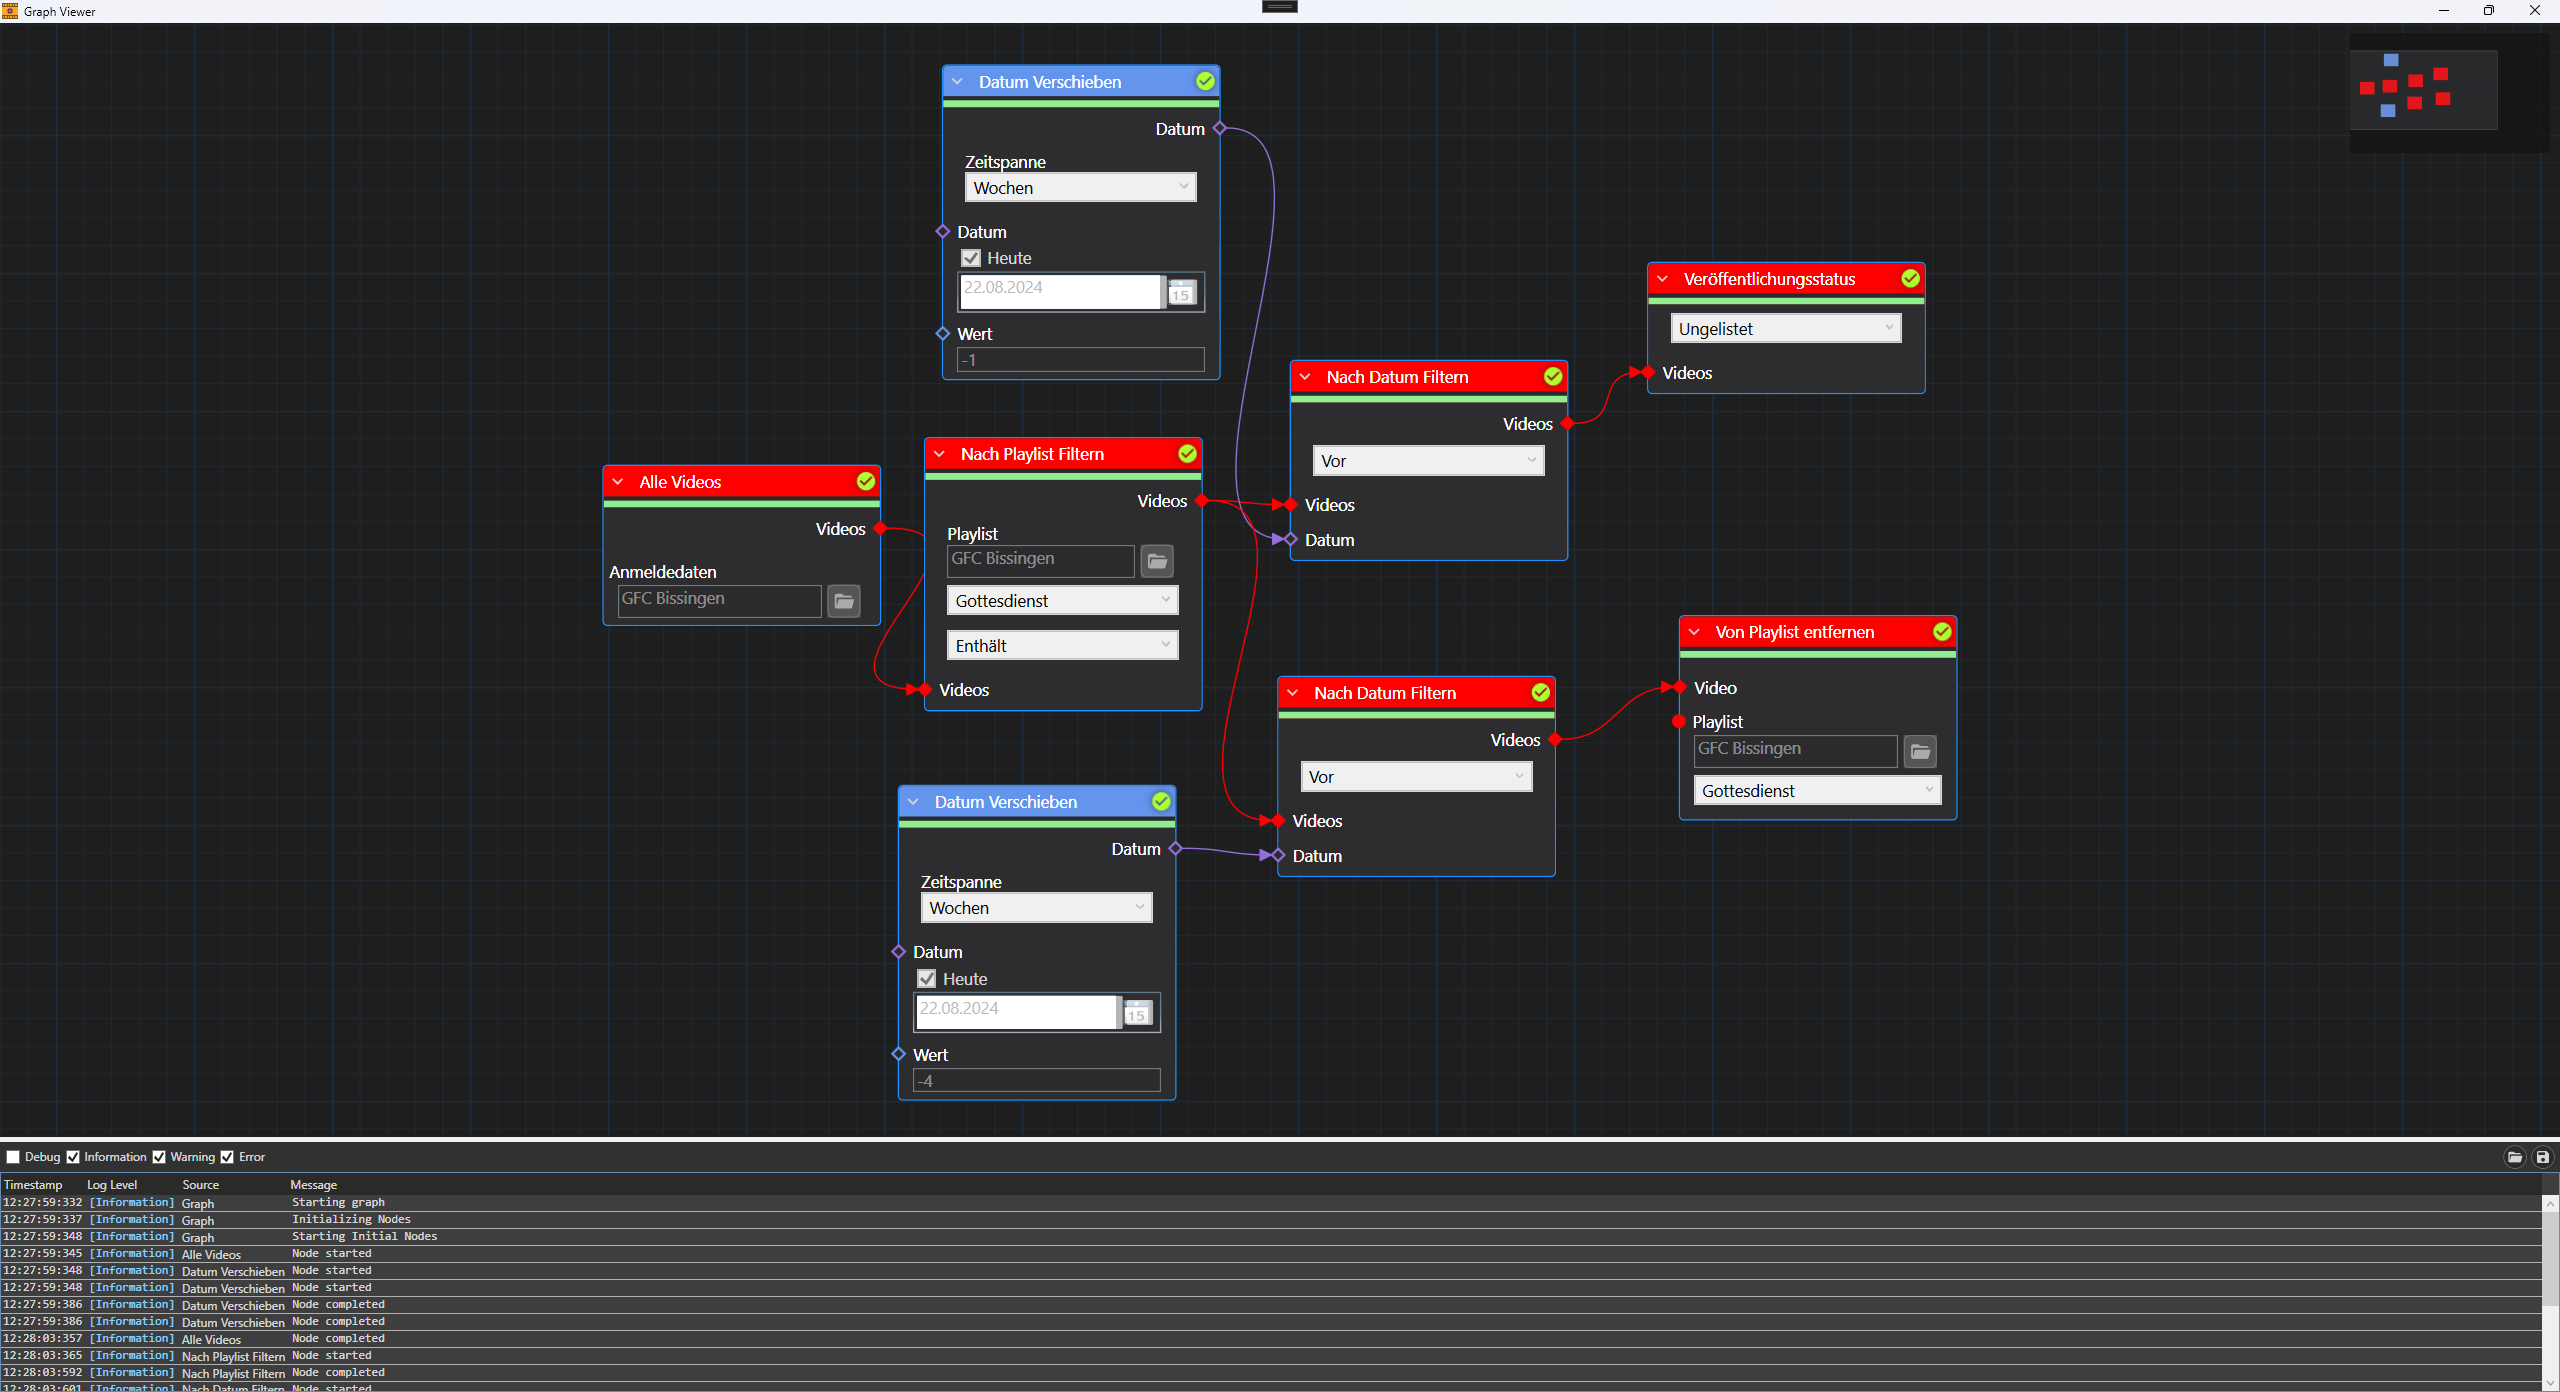 Graph Viewer
Datum Verschieben
Datum
Zeitspanne
Wochen
Datum
Heute
22.08.2024
15
Wert
-1
Veröffentlichungsstatus
Ungelistet
Videos
Nach Datum Filtern
Videos
Vor
Videos
Datum
Nach Playlist Filtern
Videos
Playlist
GFC Bissingen
Gottesdienst
Enthält
Videos
Alle Videos
Videos
Anmeldedaten
GFC Bissingen
Von Playlist entfernen
Video
Playlist
GFC Bissingen
Gottesdienst
Nach Datum Filtern
Videos
Vor
Videos
Datum
Datum Verschieben
Datum
Zeitspanne
Wochen
Datum
Heute
22.08.2024
15
Wert
-4
Debug Information Warning Error
Timestamp Log Level Source Message
12:27:59:332 [Information] Graph Starting graph
12:27:59:337 [Information] Graph Initializing Nodes
12:27:59:348 [Information] Graph Starting Initial Nodes
12:27:59:345 [Information] Alle Videos Node started
12:27:59:348 [Information] Datum Verschieben Node started
12:27:59:348 [Information] Datum Verschieben Node started
12:27:59:386 [Information] Datum Verschieben Node completed
12:27:59:386 [Information] Datum Verschieben Node completed
12:28:03:357 [Information] Alle Videos Node completed
12:28:03:365 [Information] Nach Playlist Filtern Node started
12:28:03:592 [Information] Nach Playlist Filtern Node completed
12:28:03:601 [Information] Nach Datum Filtern Node started